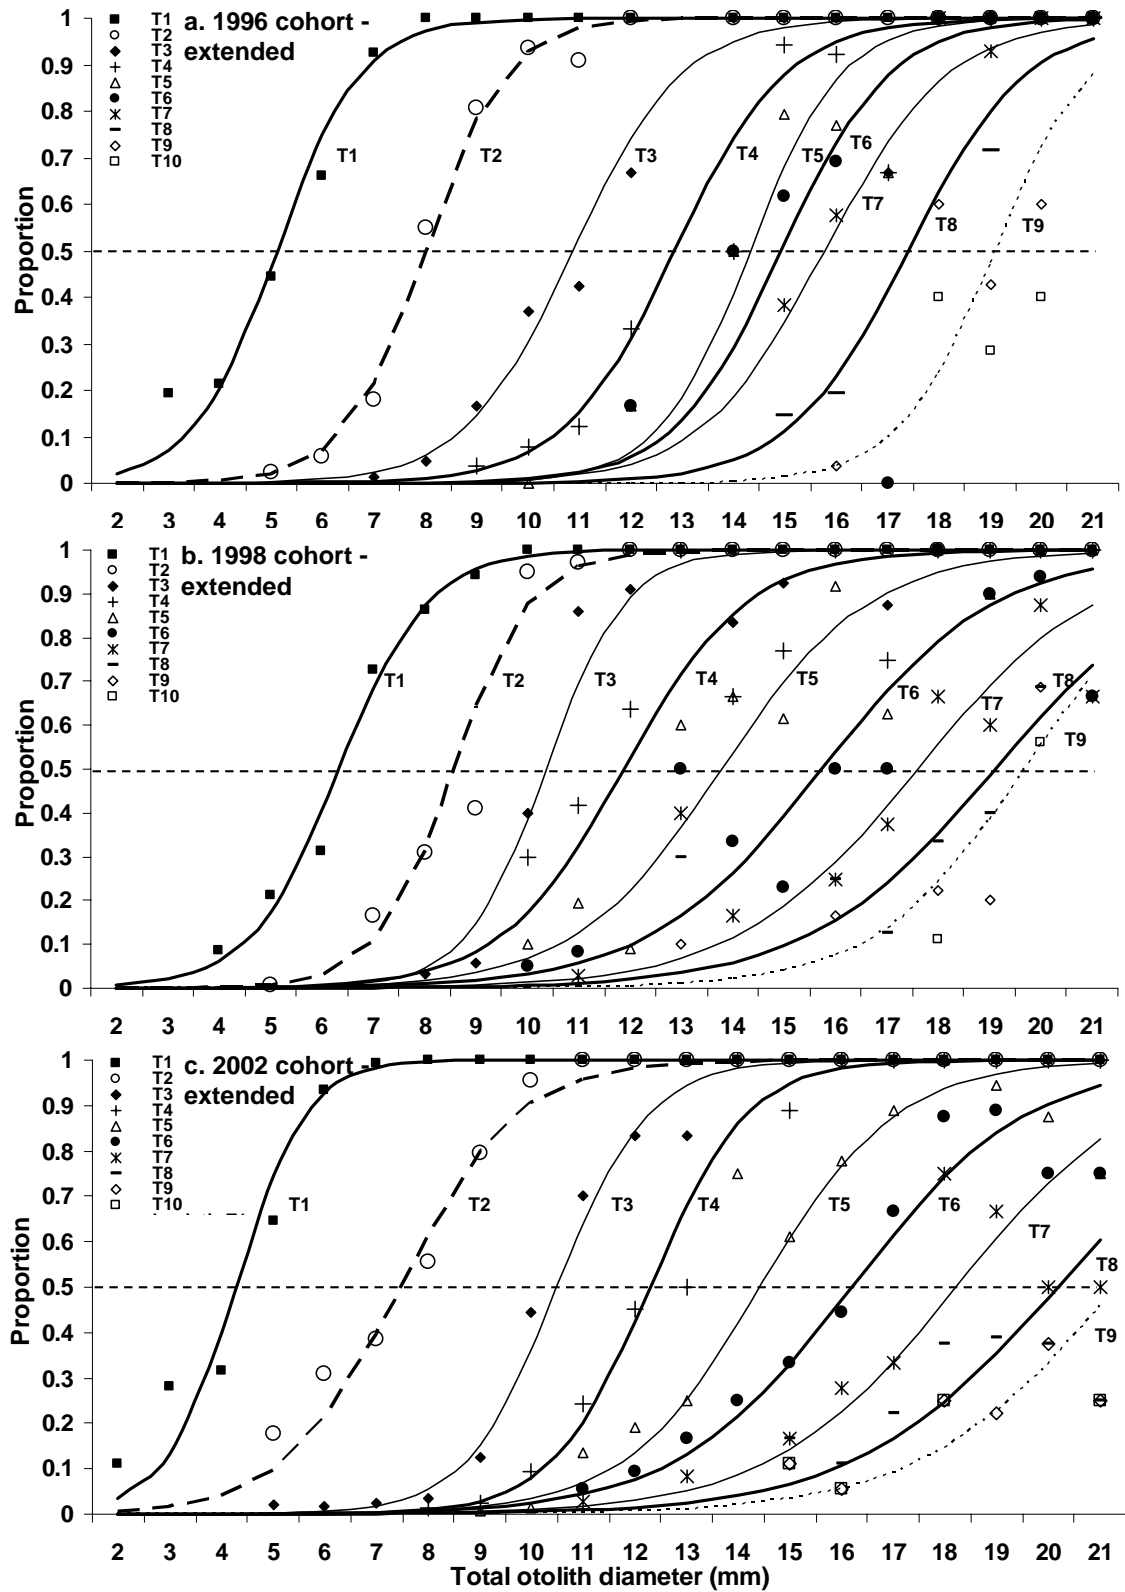 a. 1996 cohort -
extended
T1
T2
T3
T4
T5
T6
T7
T8
T9
T10
Proportion
1
0.9
0.8
0.7
0.6
0.5
0.4
0.3
0.2
0.1
0
T1
T2
T3
T4
T5
T6
T7
T8
T9
2 3 4 5 6 7 8 9 10 11 12 13 14 15 16 17 18 19 20 21
b. 1998 cohort -
extended
T1
T2
T3
T4
T5
T6
T7
T8
T9
T10
Proportion
1
0.9
0.8
0.7
0.6
0.5
0.4
0.3
0.2
0.1
0
T1
T2
T3
T4
T5
T6
T7
T8
T9
2 3 4 5 6 7 8 9 10 11 12 13 14 15 16 17 18 19 20 21
c. 2002 cohort -
extended
T1
T2
T3
T4
T5
T6
T7
T8
T9
T10
Proportion
1
0.9
0.8
0.7
0.6
0.5
0.4
0.3
0.2
0.1
0
T1
T2
T3
T4
T5
T6
T7
T8
T9
2 3 4 5 6 7 8 9 10 11 12 13 14 15 16 17 18 19 20 21
Total otolith diameter (mm)